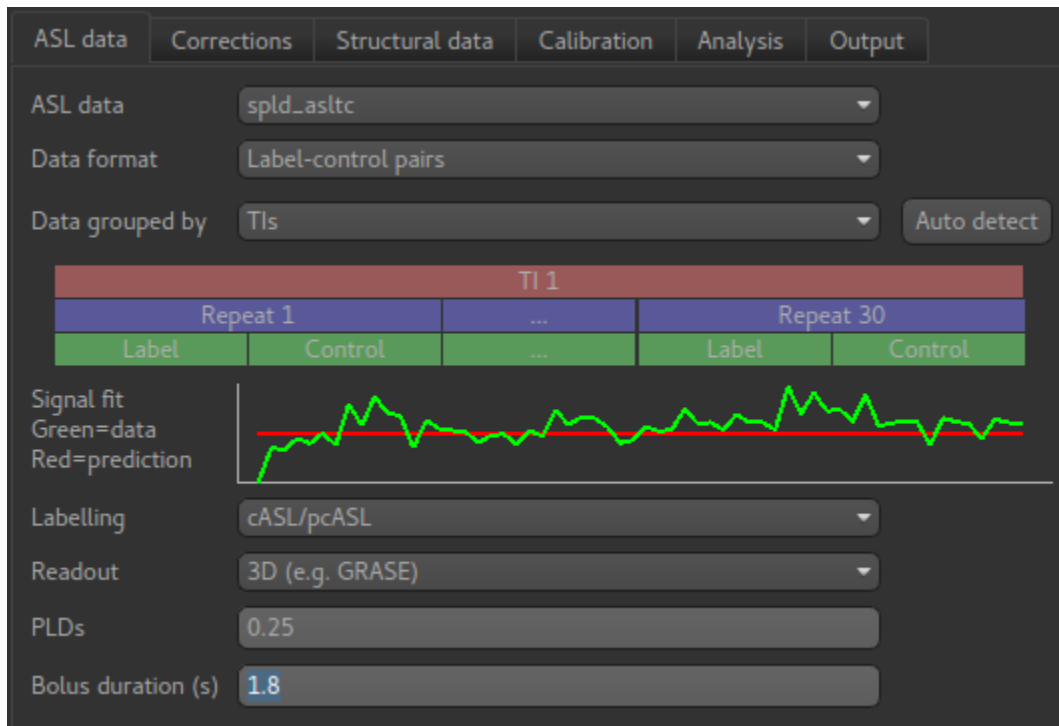 ASL data Corrections Structural data Calibration Analysis Output
ASL data spld_asltc
Data format Label-control pairs
Data grouped by TIs Auto detect
TI 1
Repeat 1 ... Repeat 30
Label Control ... Label Control
Signal fit
Green=data
Red=prediction
Labelling cASL/pcASL
Readout 3D (e.g. GRASE)
PLDs 0.25
Bolus duration (s) 1.8